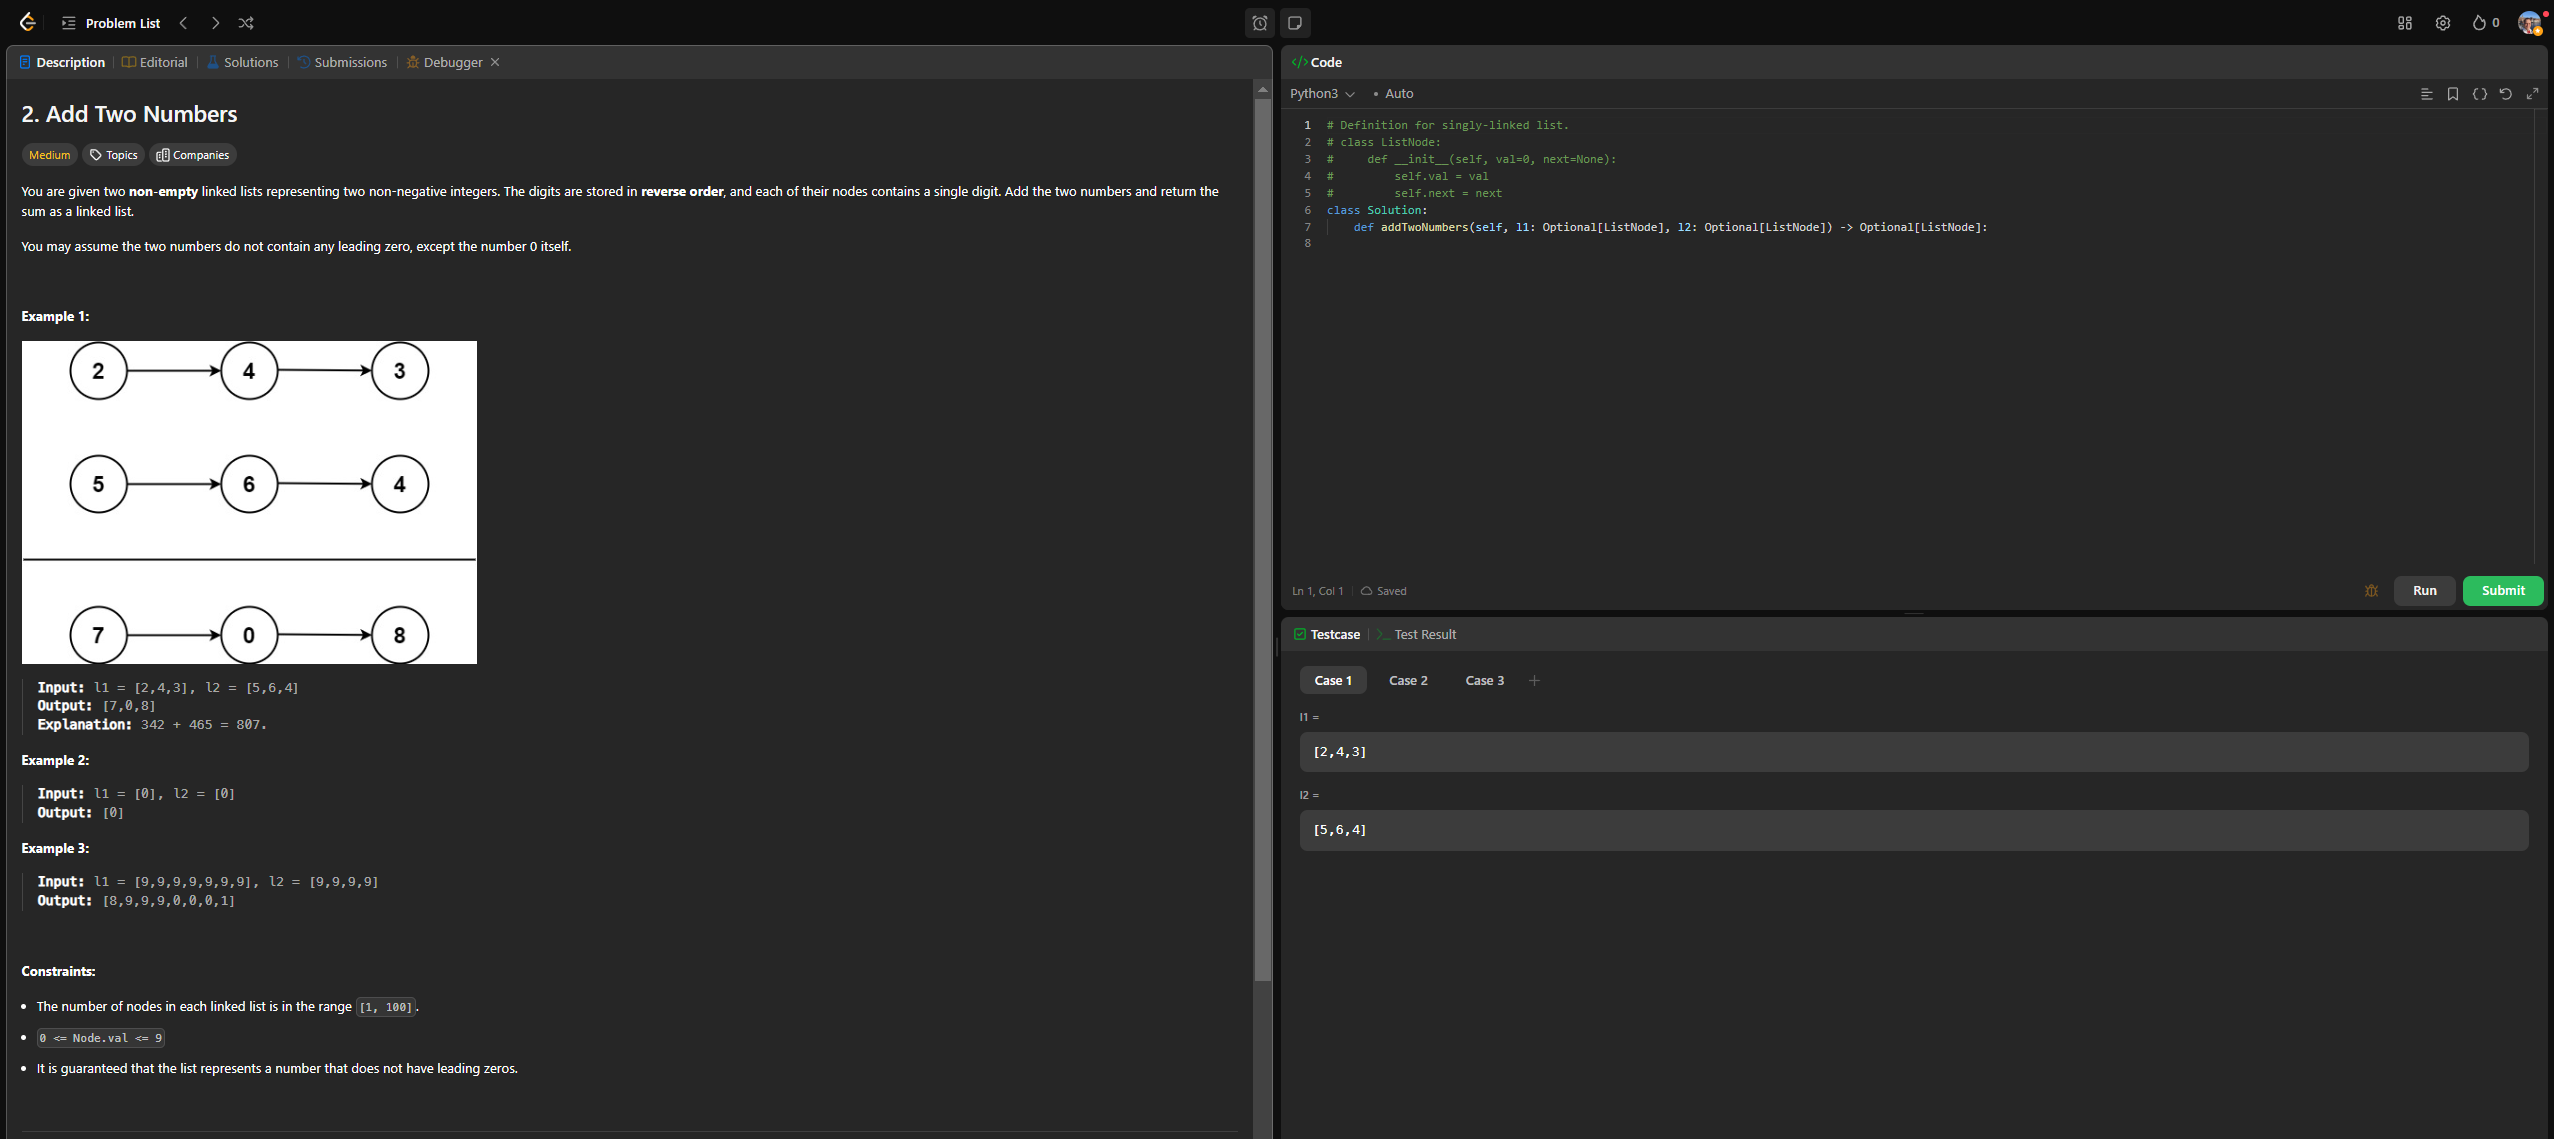 Problem List
0
Description
Editorial
Solutions
Submissions
Debugger
2. Add Two Numbers
Medium
Topics
Companies
You are given two non-empty linked lists representing two non-negative integers. The digits are stored in reverse order, and each of their nodes contains a single digit. Add the two numbers and return the
sum as a linked list.
You may assume the two numbers do not contain any leading zero, except the number 0 itself.
Example 1:
2 4 3
5 6 4
7 0 8
Input: l1 = [2,4,3], l2 = [5,6,4]
Output: [7,0,8]
Explanation: 342 + 465 = 807.
Example 2:
Input: l1 = [0], l2 = [0]
Output: [0]
Example 3:
Input: l1 = [9,9,9,9,9,9,9], l2 = [9,9,9,9]
Output: [8,9,9,9,0,0,0,1]
Constraints:
• The number of nodes in each linked list is in the range [1, 100].
• 0 <= Node.val <= 9
• It is guaranteed that the list represents a number that does not have leading zeros.
</> Code
Python3 • Auto
1 # Definition for singly-linked list.
2 # class ListNode:
3 #     def __init__(self, val=0, next=None):
4 #         self.val = val
5 #         self.next = next
6 class Solution:
7     def addTwoNumbers(self, l1: Optional[ListNode], l2: Optional[ListNode]) -> Optional[ListNode]:
8
Ln 1, Col 1
Saved
Run
Submit
Testcase
Test Result
Case 1
Case 2
Case 3
+
l1 =
[2,4,3]
l2 =
[5,6,4]